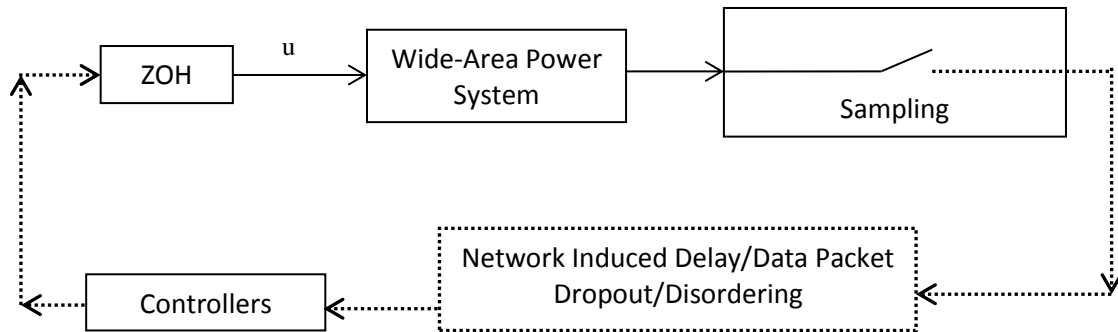 ZOH
u
Wide-Area Power
System
Sampling
Network Induced Delay/Data Packet
Dropout/Disordering
Controllers